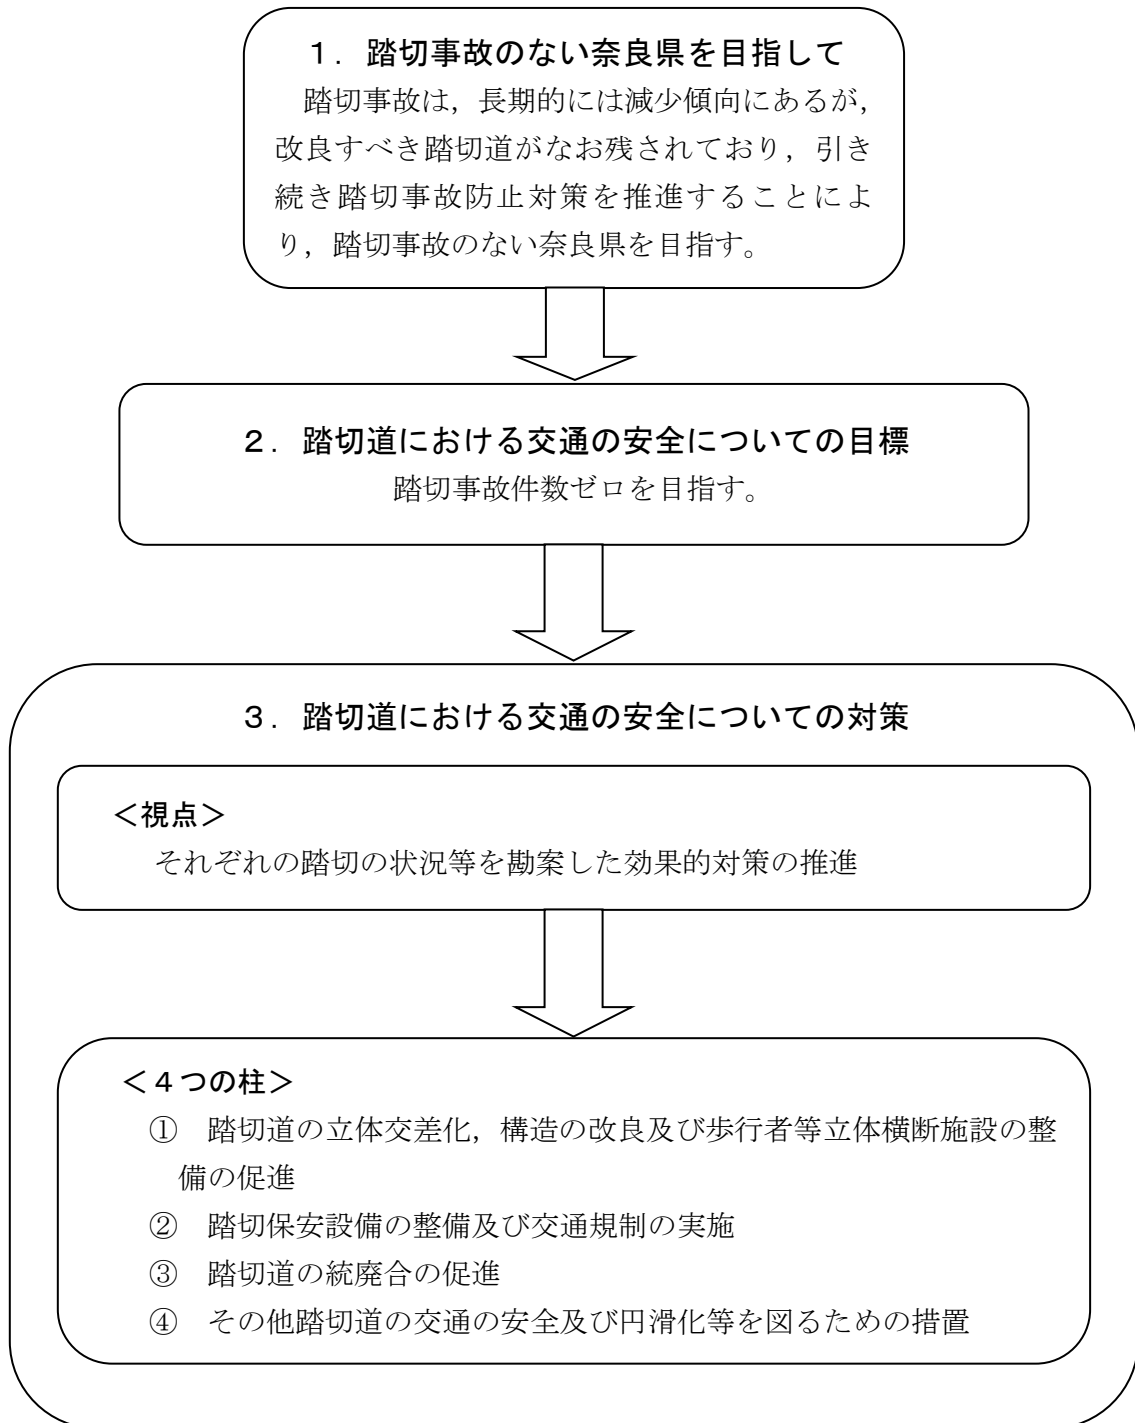 １．踏切事故のない奈良県を目指して
踏切事故は，長期的には減少傾向にあるが，
改良すべき踏切道がなお残されており，引き
続き踏切事故防止対策を推進することによ
り，踏切事故のない奈良県を目指す。
２．踏切道における交通の安全についての目標
踏切事故件数ゼロを目指す。
３．踏切道における交通の安全についての対策
＜視点＞
それぞれの踏切の状況等を勘案した効果的対策の推進
＜４つの柱＞
①　踏切道の立体交差化，構造の改良及び歩行者等立体横断施設の整
備の促進
②　踏切保安設備の整備及び交通規制の実施
③　踏切道の統廃合の促進
④　その他踏切道の交通の安全及び円滑化等を図るための措置